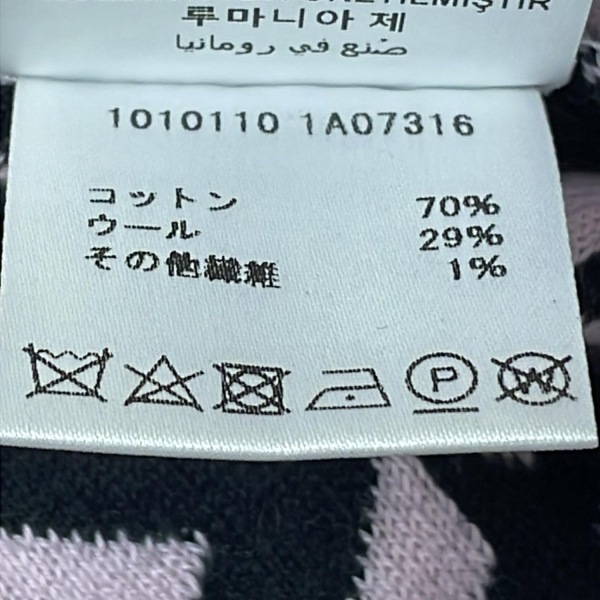 루마니아 제
صنع في رومانيا
1010110 1A07316
コットン 70%
ウール 29%
その他繊維 1%
P
W